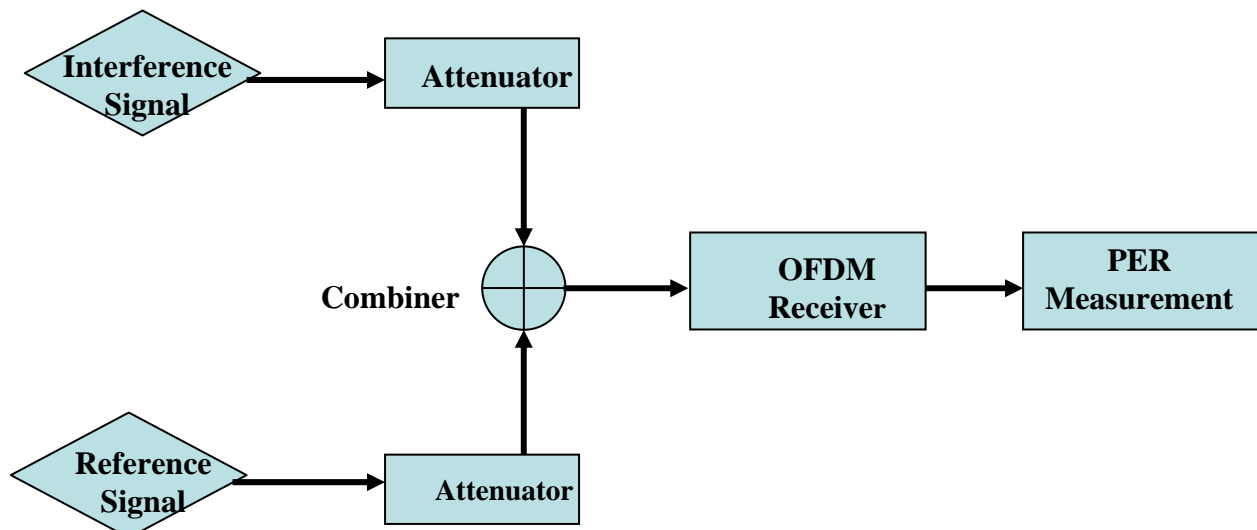 Interference
Signal
Attenuator
Combiner
OFDM
Receiver
PER
Measurement
Reference
Signal
Attenuator